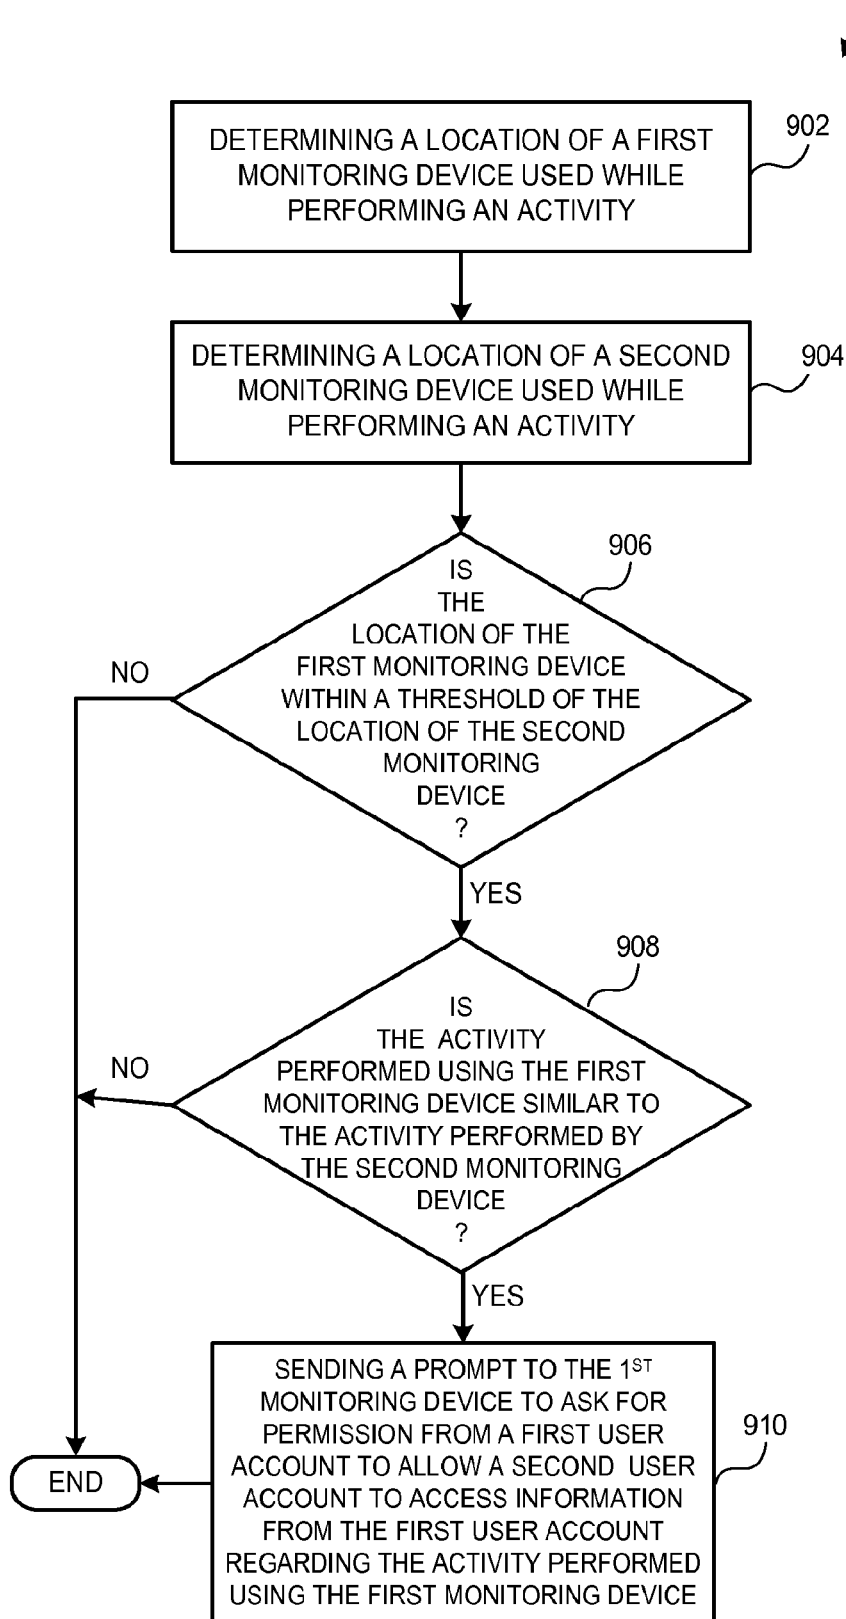 902
DETERMINING A LOCATION OF A FIRST
MONITORING DEVICE USED WHILE
PERFORMING AN ACTIVITY
904
DETERMINING A LOCATION OF A SECOND
MONITORING DEVICE USED WHILE
PERFORMING AN ACTIVITY
906
IS
THE
LOCATION OF THE
FIRST MONITORING DEVICE
WITHIN A THRESHOLD OF THE
LOCATION OF THE SECOND
MONITORING
DEVICE
?
NO
YES
908
IS
THE ACTIVITY
PERFORMED USING THE FIRST
MONITORING DEVICE SIMILAR TO
THE ACTIVITY PERFORMED BY
THE SECOND MONITORING
DEVICE
?
NO
YES
SENDING A PROMPT TO THE 1ST
MONITORING DEVICE TO ASK FOR
PERMISSION FROM A FIRST USER
ACCOUNT TO ALLOW A SECOND USER
ACCOUNT TO ACCESS INFORMATION
FROM THE FIRST USER ACCOUNT
REGARDING THE ACTIVITY PERFORMED
USING THE FIRST MONITORING DEVICE
910
END